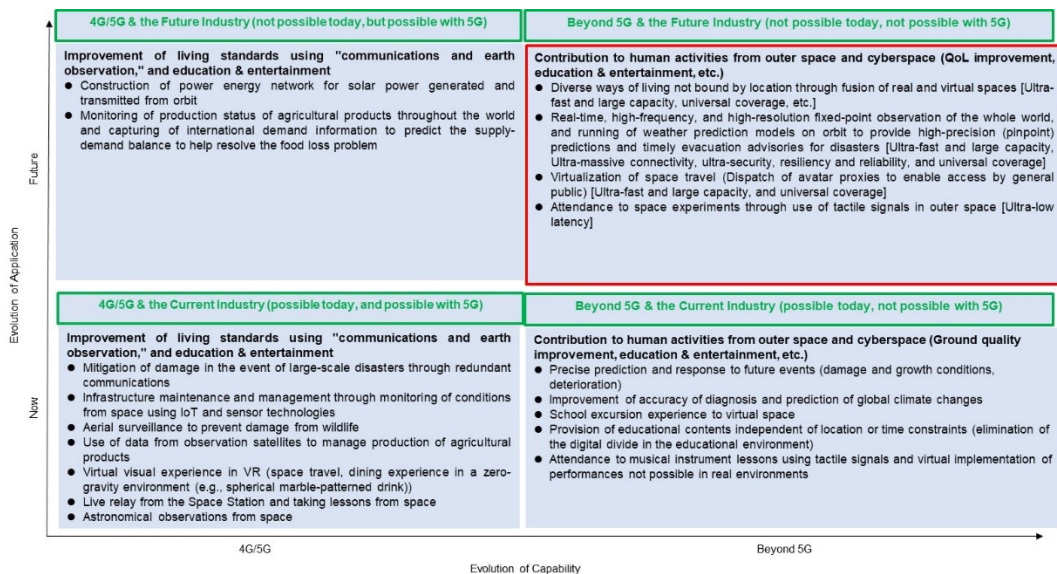 4G/5G & the Future Industry (not possible today, but possible with 5G)
Improvement of living standards using "communications and earth
observation," and education & entertainment
● Construction of power energy network for solar power generated and
transmitted from orbit
● Monitoring of production status of agricultural products throughout the world
and capturing of international demand information to predict the supply-
demand balance to help resolve the food loss problem
Beyond 5G & the Future Industry (not possible today, not possible with 5G)
Contribution to human activities from outer space and cyberspace (QoL improvement,
education & entertainment, etc.)
● Diverse ways of living not bound by location through fusion of real and virtual spaces [Ultra-
fast and large capacity, universal coverage, etc.]
● Real-time, high-frequency, and high-resolution fixed-point observation of the whole world,
and running of weather prediction models on orbit to provide high-precision (pinpoint)
predictions and timely evacuation advisories for disasters [Ultra-fast and large capacity,
Ultra-massive connectivity, ultra-security, resiliency and reliability, and universal coverage]
● Virtualization of space travel (Dispatch of avatar proxies to enable access by general
public) [Ultra-fast and large capacity, and universal coverage]
● Attendance to space experiments through use of tactile signals in outer space [Ultra-low
latency]
4G/5G & the Current Industry (possible today, and possible with 5G)
Improvement of living standards using "communications and earth
observation," and education & entertainment
● Mitigation of damage in the event of large-scale disasters through redundant
communications
● Infrastructure maintenance and management through monitoring of conditions
from space using IoT and sensor technologies
● Aerial surveillance to prevent damage from wildlife
● Use of data from observation satellites to manage production of agricultural
products
● Virtual visual experience in VR (space travel, dining experience in a zero-
gravity environment (e.g., spherical marble-patterned drink))
● Live relay from the Space Station and taking lessons from space
● Astronomical observations from space
Beyond 5G & the Current Industry (possible today, not possible with 5G)
Contribution to human activities from outer space and cyberspace (Ground quality
improvement, education & entertainment, etc.)
● Precise prediction and response to future events (damage and growth conditions,
deterioration)
● Improvement of accuracy of diagnosis and prediction of global climate changes
● School excursion experience to virtual space
● Provision of educational contents independent of location or time constraints (elimination of
the digital divide in the educational environment)
● Attendance to musical instrument lessons using tactile signals and virtual implementation of
performances not possible in real environments
Evolution of Application
Future
Now
4G/5G
Beyond 5G
Evolution of Capability